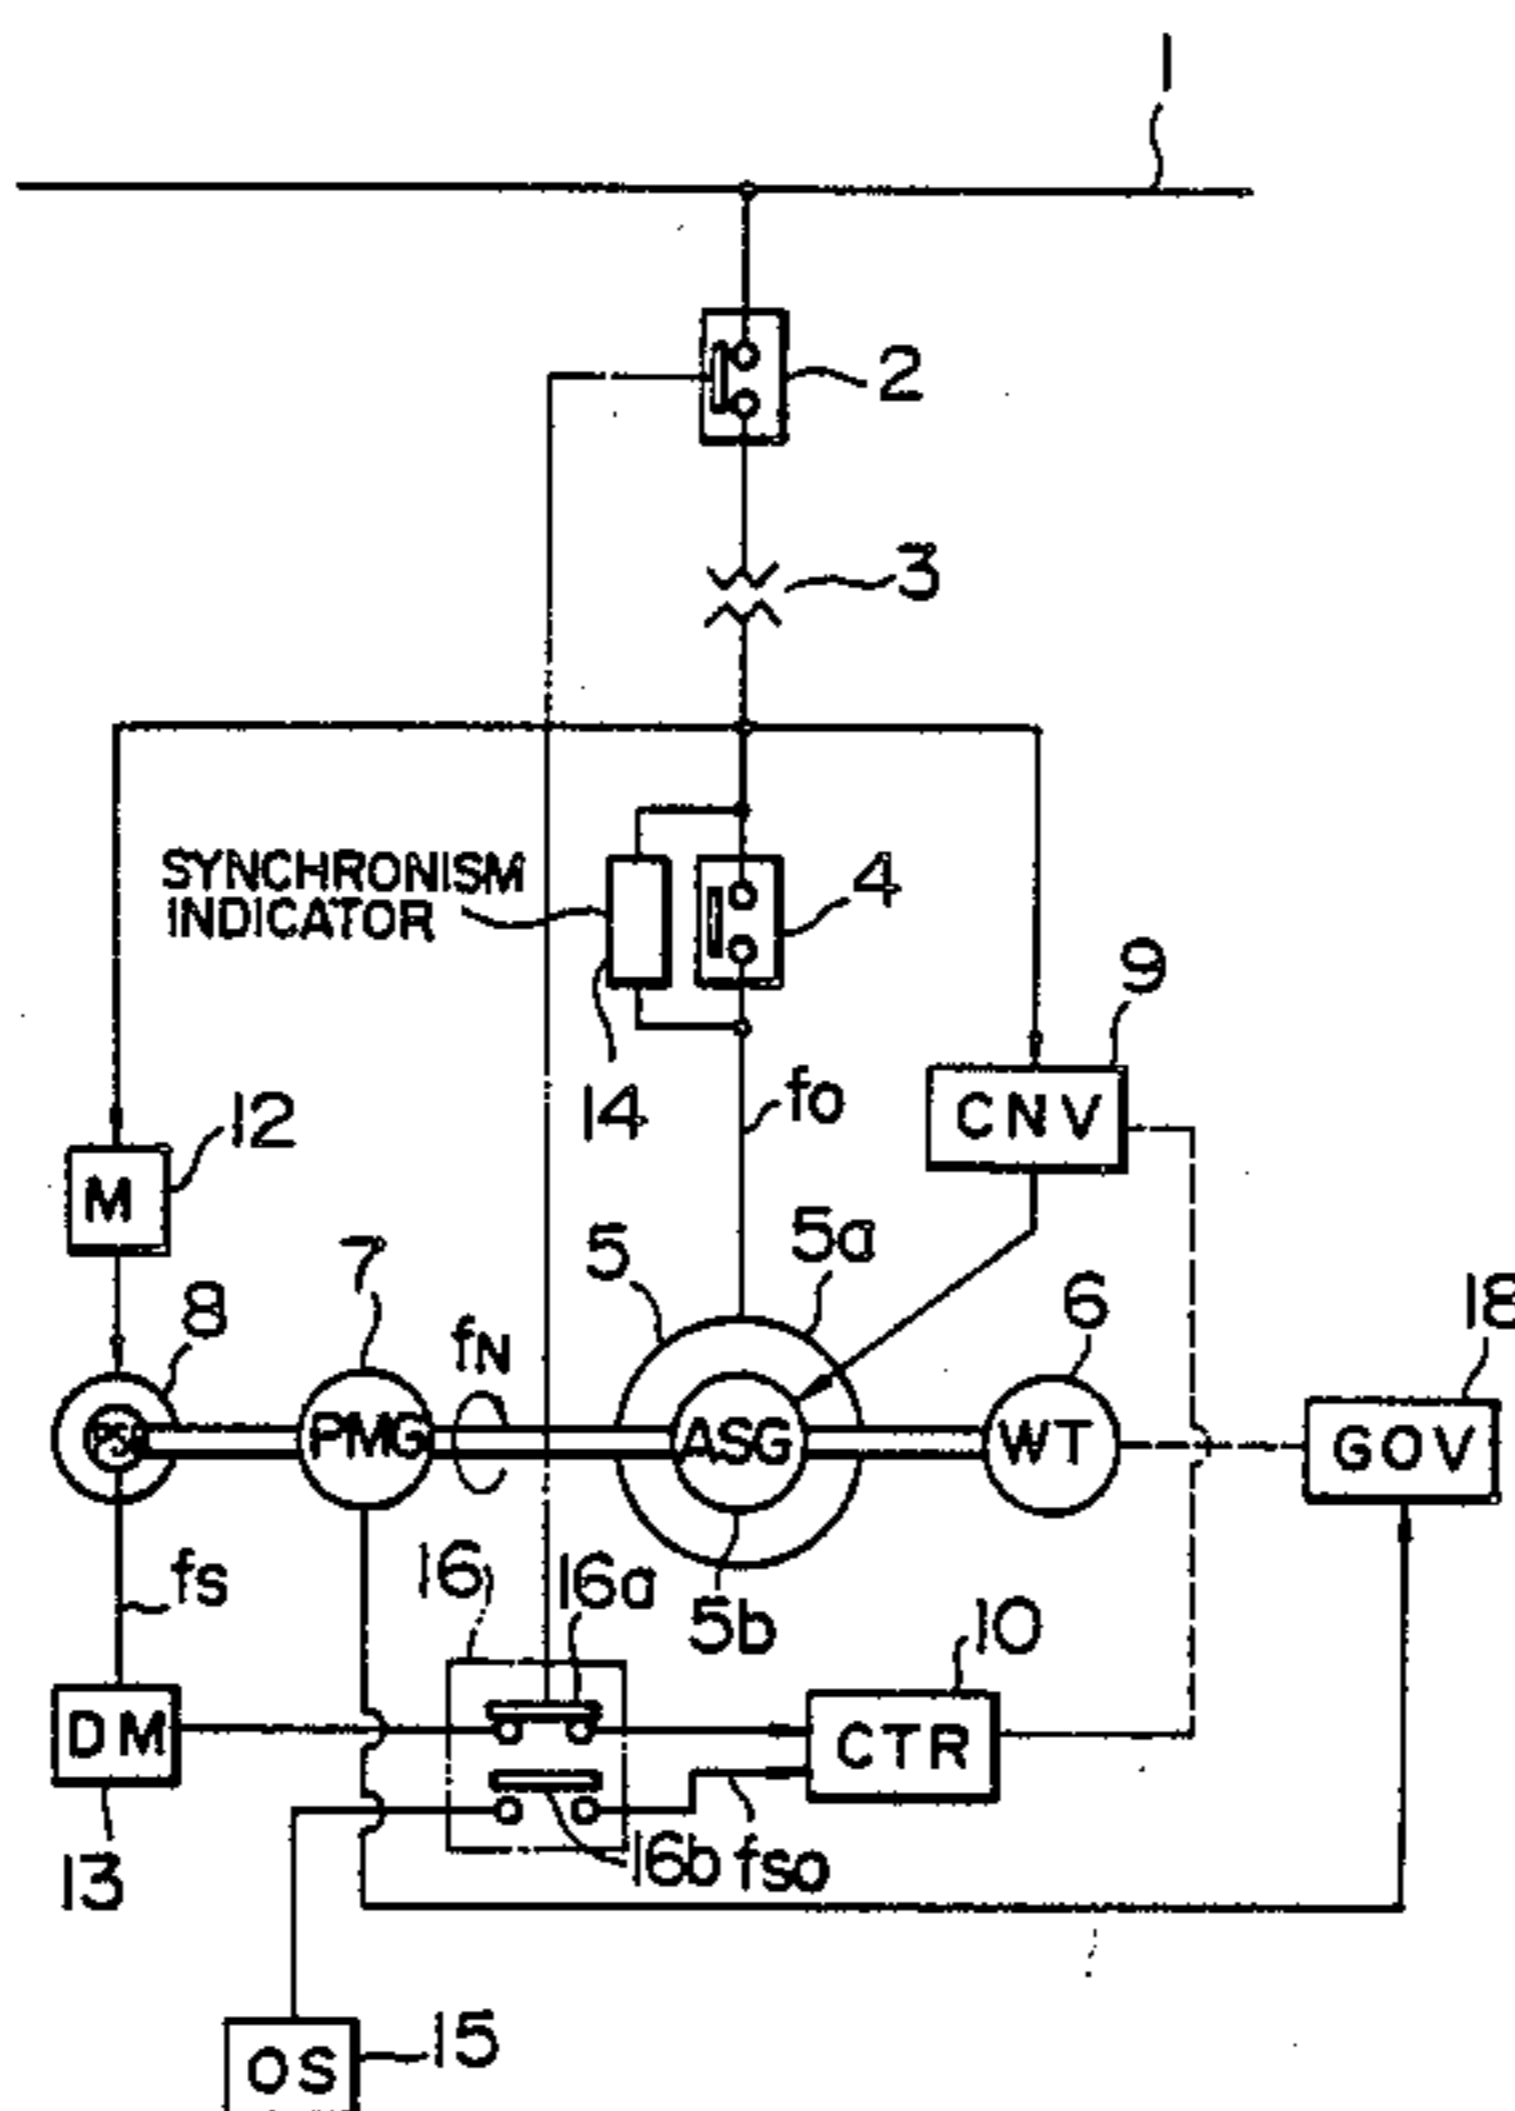 1
2
3
SYNCHRONISM
INDICATOR
4
9
CNV
14
fo
12
M
7
8
fN
5
5a
6
18
PMG
ASG
WT
GOV
fs
16
16a
5b
10
DM
CTR
13
16b
fso
15
OS